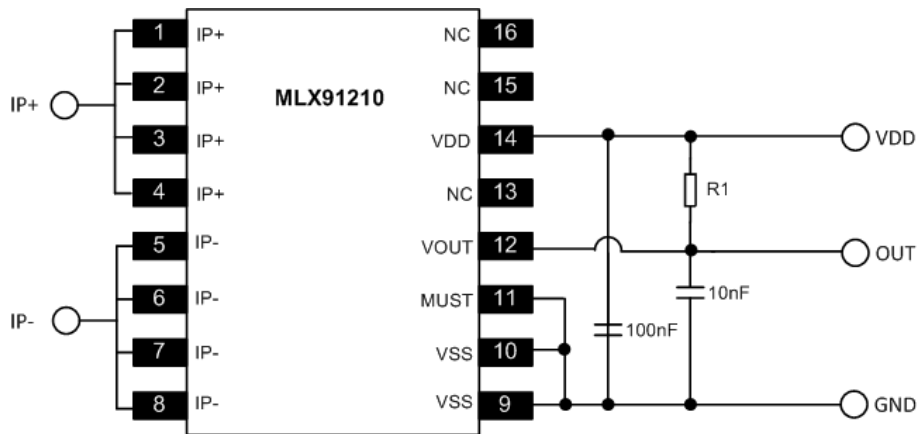 1 IP+ NC 16
2 IP+ NC 15
IP+
MLX91210
3 IP+ VDD 14 VDD
4 IP+ NC 13
R1
5 IP- VOUT 12 OUT
6 IP- MUST 11
10nF
IP-
100nF
7 IP- VSS 10
8 IP- VSS 9 GND